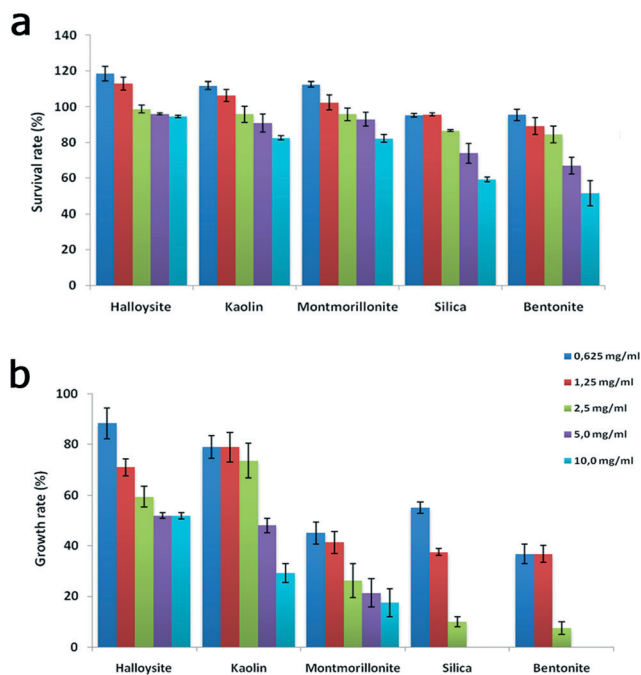 a
Survival rate (%)
140
120
100
80
60
40
20
0
Halloysite Kaolin Montmorillonite Silica Bentonite
b
Growth rate (%)
100
80
60
40
20
0
Halloysite Kaolin Montmorillonite Silica Bentonite
0,625 mg/ml
1,25 mg/ml
2,5 mg/ml
5,0 mg/ml
10,0 mg/ml